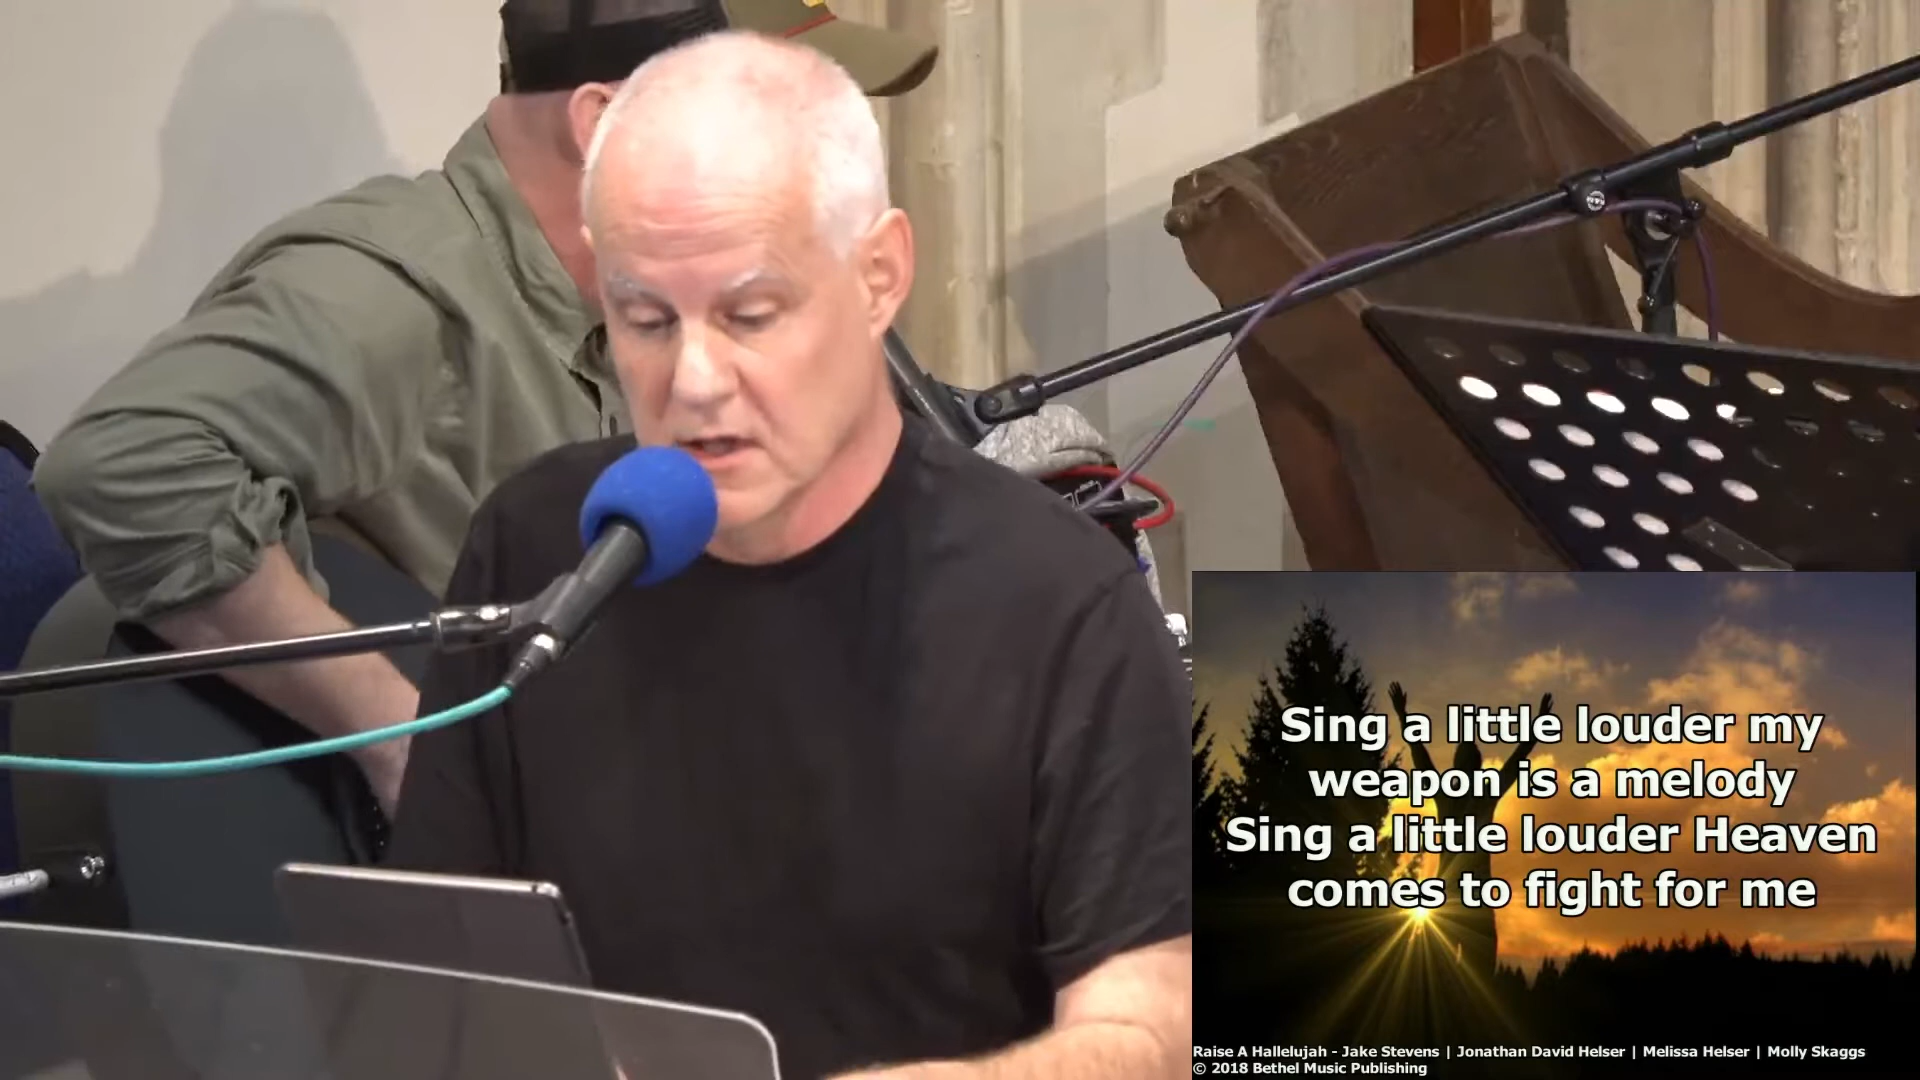 Sing a little louder my
weapon is a melody
Sing a little louder Heaven
comes to fight for me
Raise A Hallelujah - Jake Stevens | Jonathan David Helser | Melissa Helser | Molly Skaggs
© 2018 Bethel Music Publishing